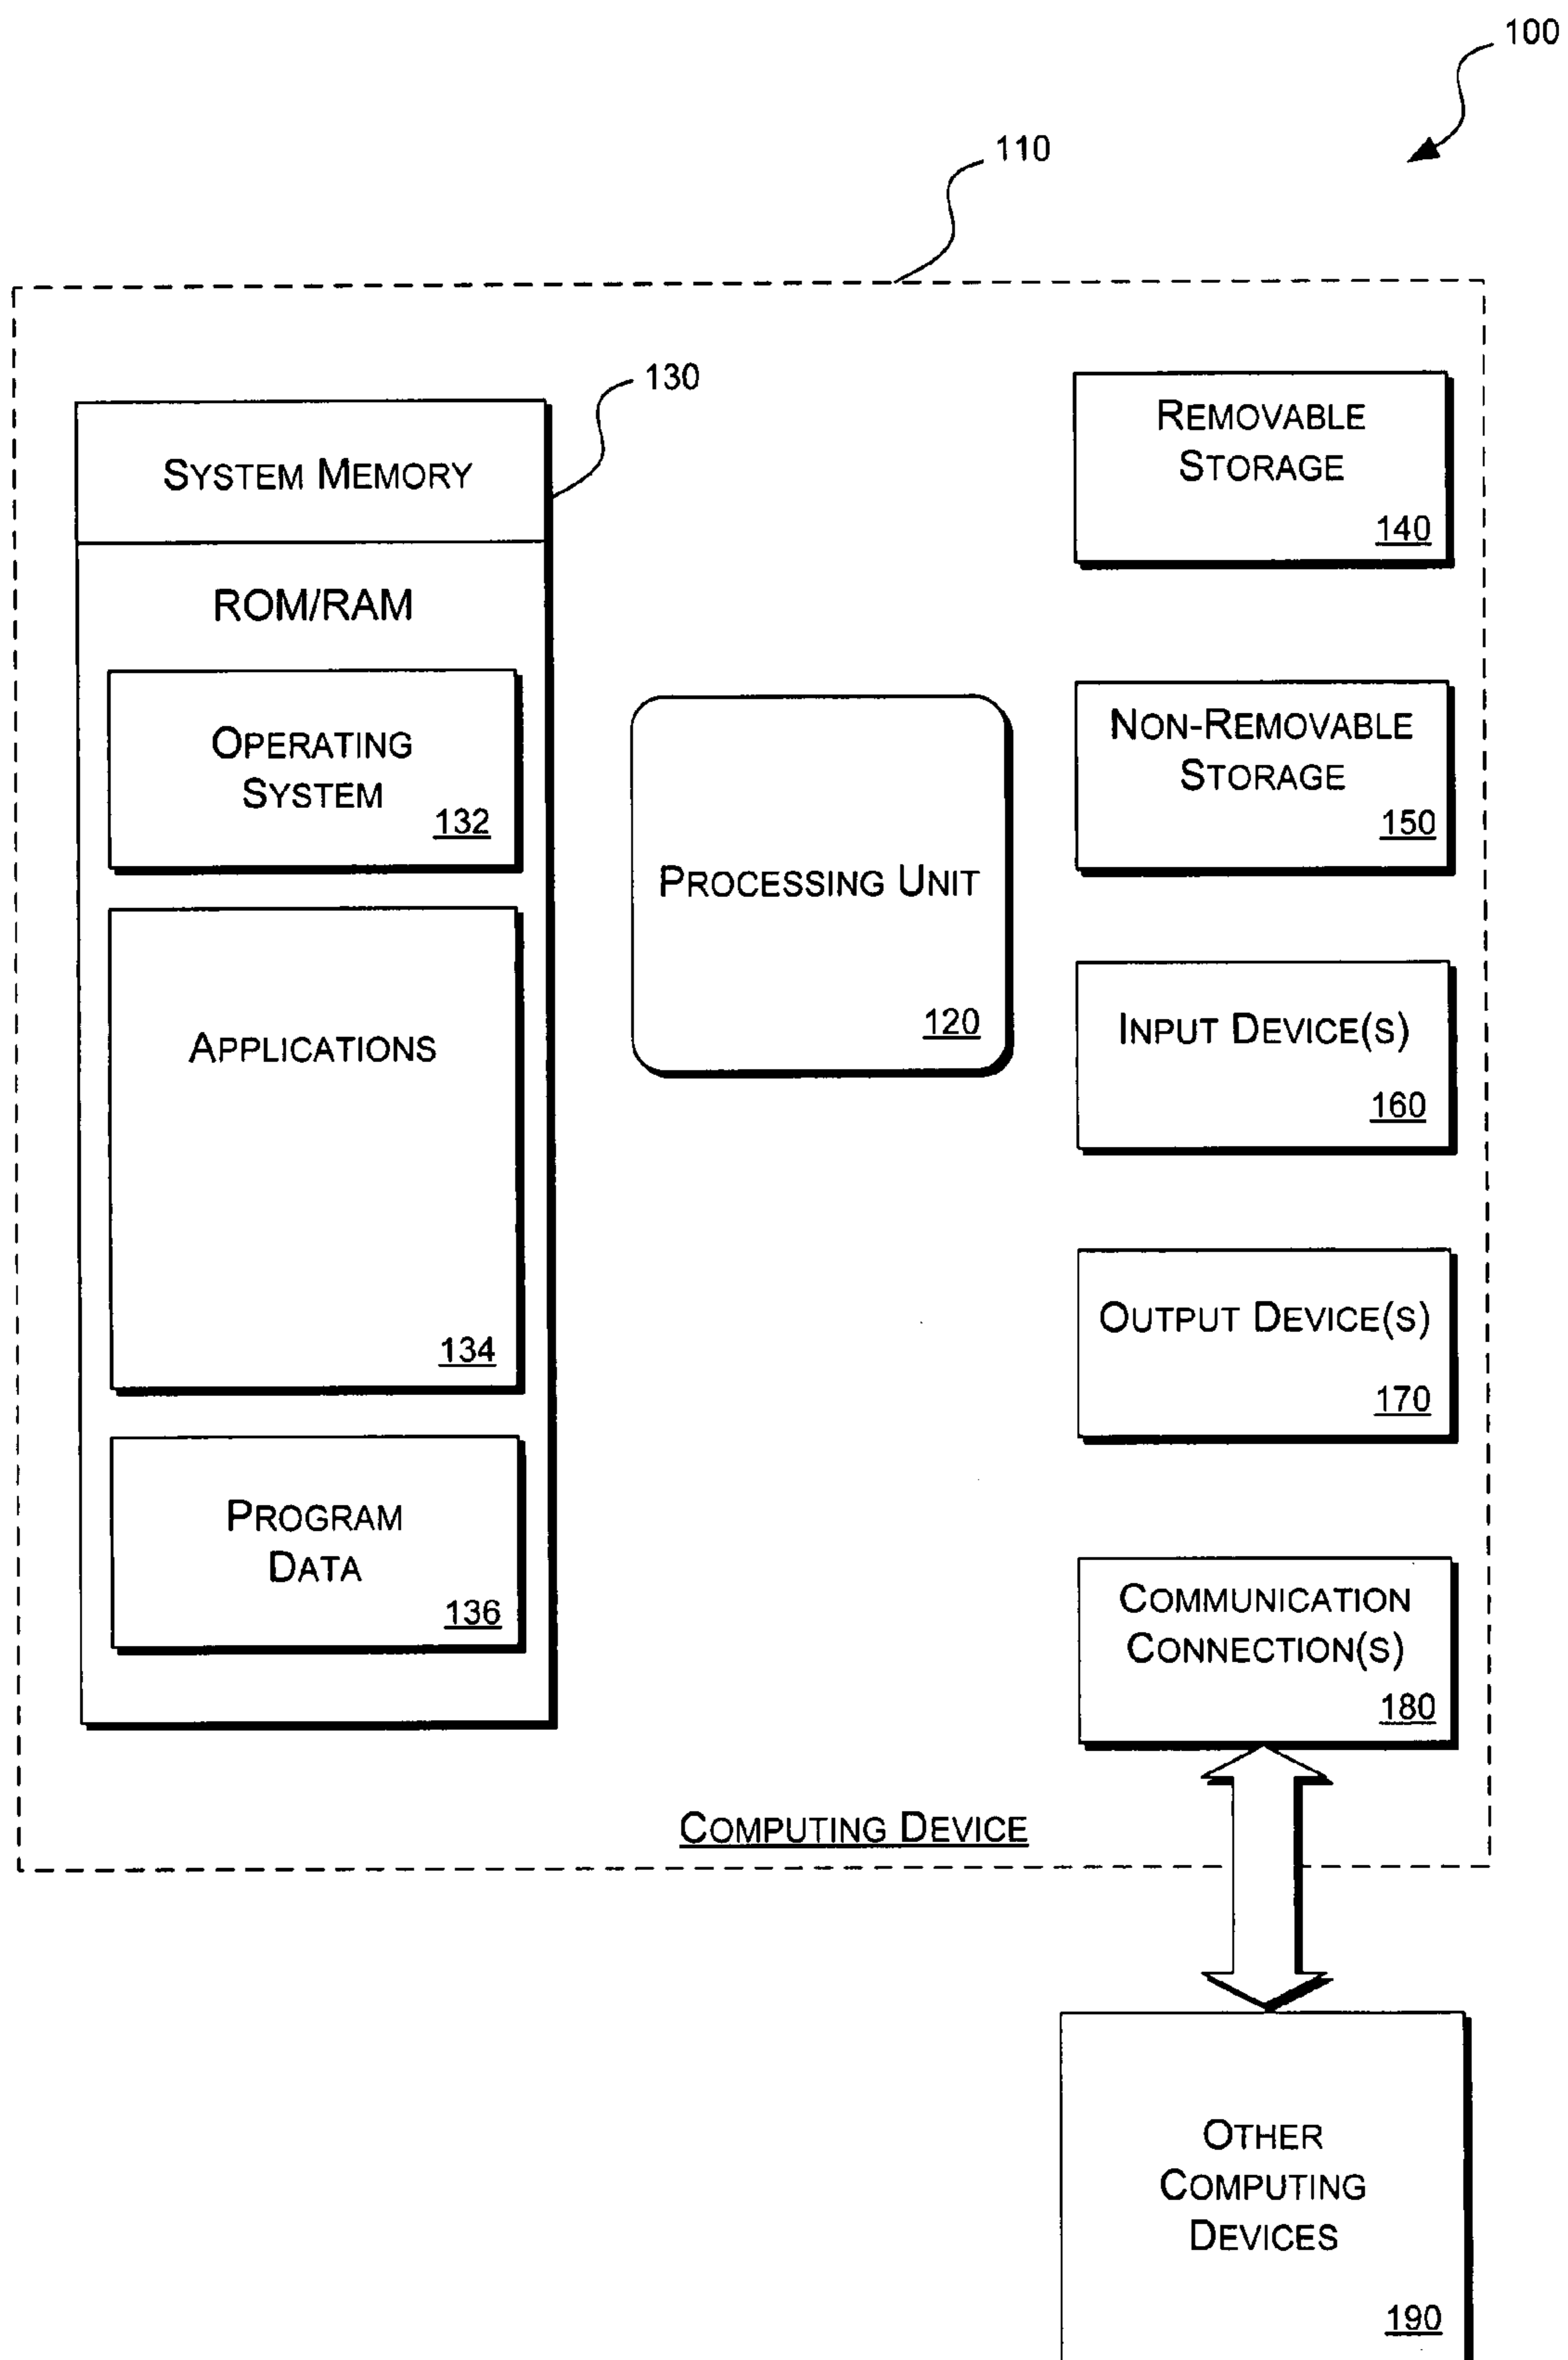 100
110
130
SYSTEM MEMORY
ROM/RAM
OPERATING
SYSTEM
132
APPLICATIONS
134
PROGRAM
DATA
136
PROCESSING UNIT
120
REMOVABLE
STORAGE
140
NON-REMOVABLE
STORAGE
150
INPUT DEVICE(S)
160
OUTPUT DEVICE(S)
170
COMMUNICATION
CONNECTION(S)
180
COMPUTING DEVICE
OTHER
COMPUTING
DEVICES
190